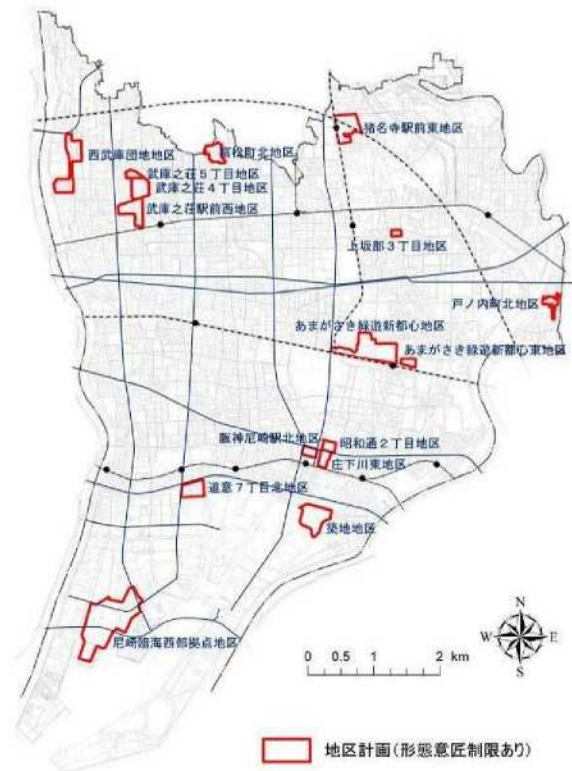 猪名寺駅前東地区
西武庫団地地区
富松町北地区
武庫之荘5丁目地区
武庫之荘4丁目地区
武庫之荘駅前西地区
上坂部3丁目地区
戸ノ内町北地区
あまがさき緑遊新都心地区
あまがさき緑遊新都心東地区
阪神尼崎駅北地区
昭和通2丁目地区
庄下川東地区
道意7丁目北地区
築地地区
尼崎臨海西部拠点地区
N
W
E
S
0 0.5 1 2 km
地区計画(形態意匠制限あり)